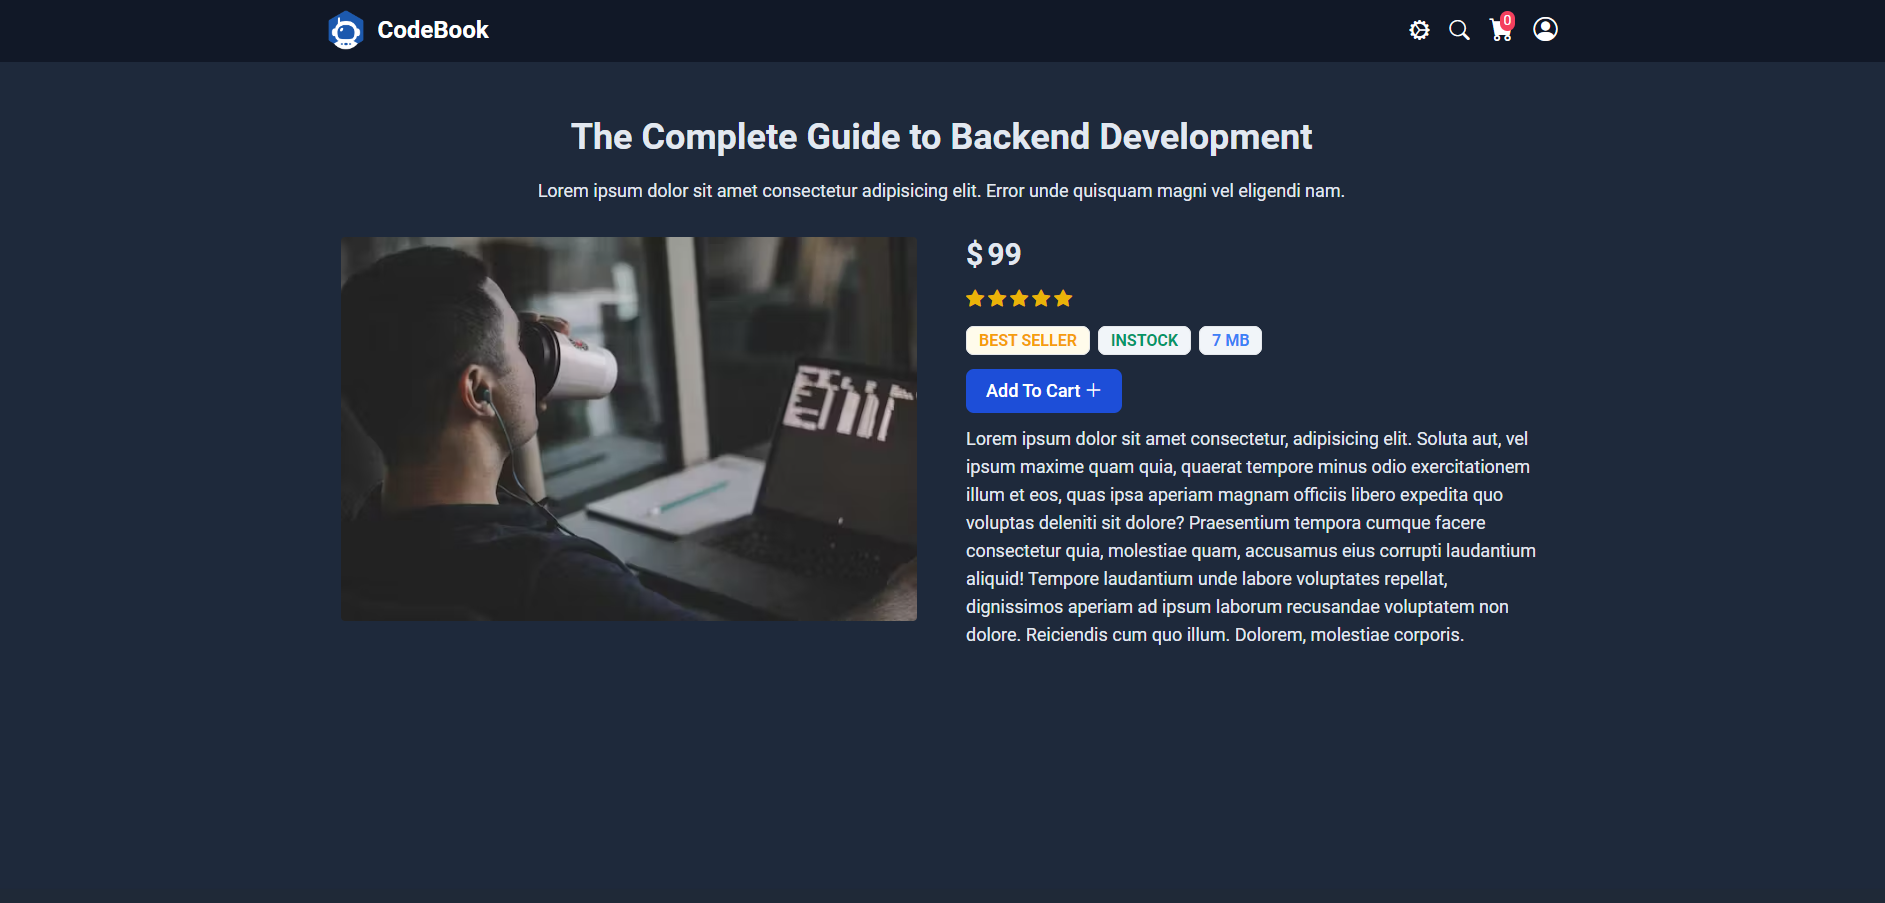 CodeBook
0
The Complete Guide to Backend Development
Lorem ipsum dolor sit amet consectetur adipisicing elit. Error unde quisquam magni vel eligendi nam.
$ 99
BEST SELLER INSTOCK 7 MB
Add To Cart +
Lorem ipsum dolor sit amet consectetur, adipisicing elit. Soluta aut, vel
ipsum maxime quam quia, quaerat tempore minus odio exercitationem
illum et eos, quas ipsa aperiam magnam officiis libero expedita quo
voluptas deleniti sit dolore? Praesentium tempora cumque facere
consectetur quia, molestiae quam, accusamus eius corrupti laudantium
aliquid! Tempore laudantium unde labore voluptates repellat,
dignissimos aperiam ad ipsum laborum recusandae voluptatem non
dolore. Reiciendis cum quo illum. Dolorem, molestiae corporis.